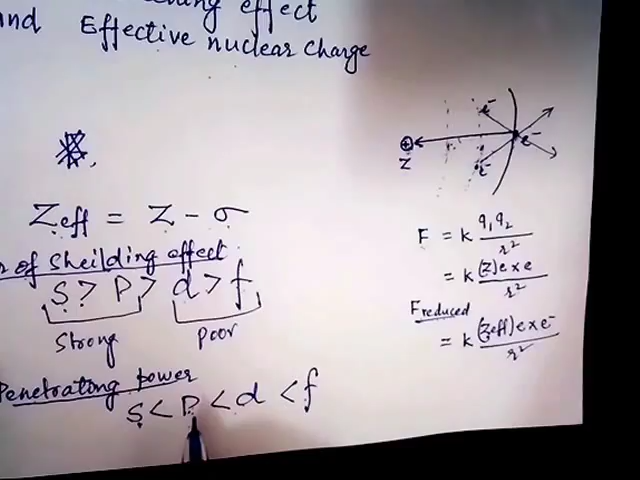 effect
and Effective nuclear charge
e⁻
e⁻
Z
e⁻
Zeff = Z - σ
F = k q₁q₂/r²
of Sheilding effect
= k (Z)e x e/r²
S > P > d > f
Freduced
Strong Poor
= k (Zeff)e x e⁻/r²
Penetrating power
S < P < d < f